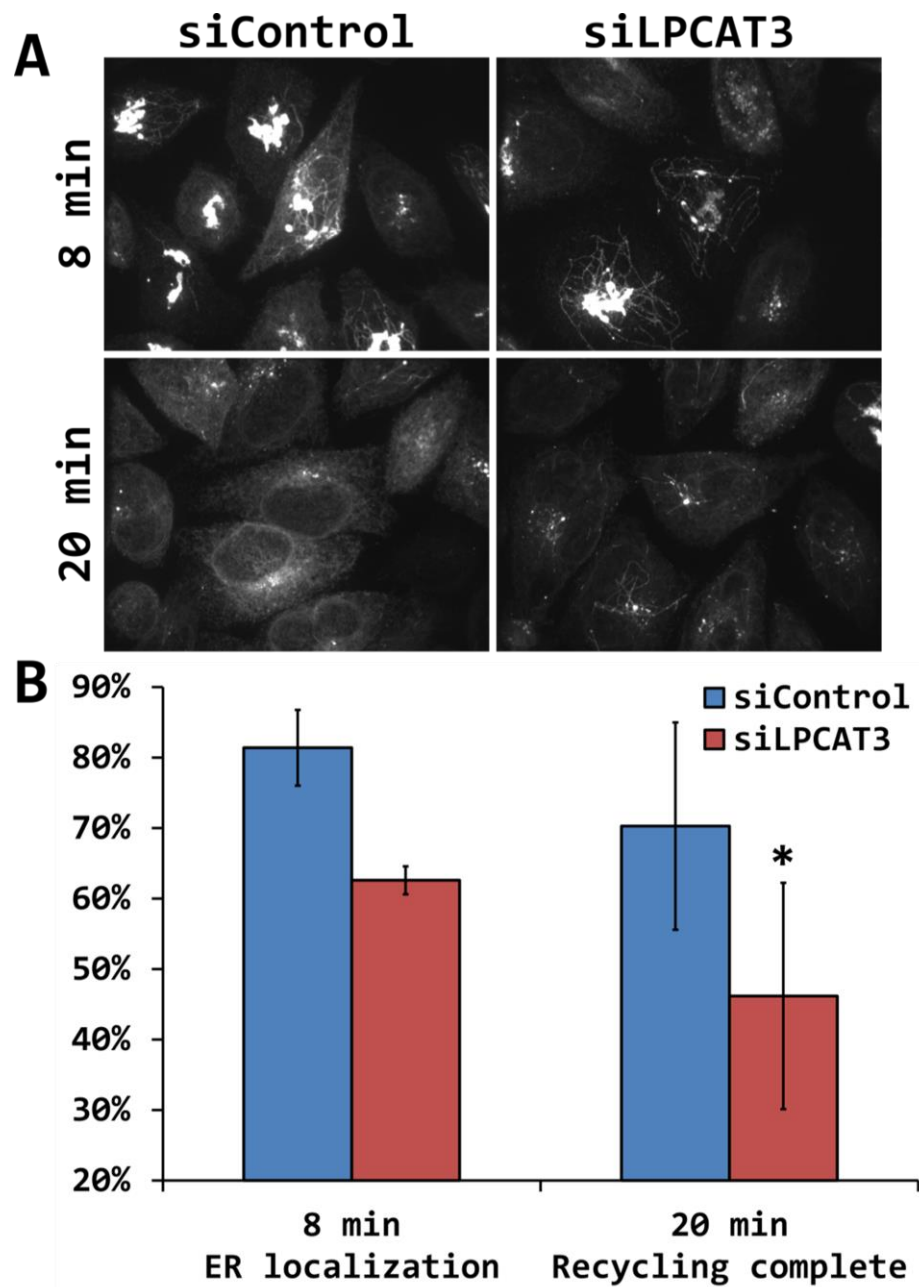 A
siControl
siLPCAT3
8 min
20 min
B
90%
80%
70%
60%
50%
40%
30%
20%
siControl
siLPCAT3
*
8 min
ER localization
20 min
Recycling complete